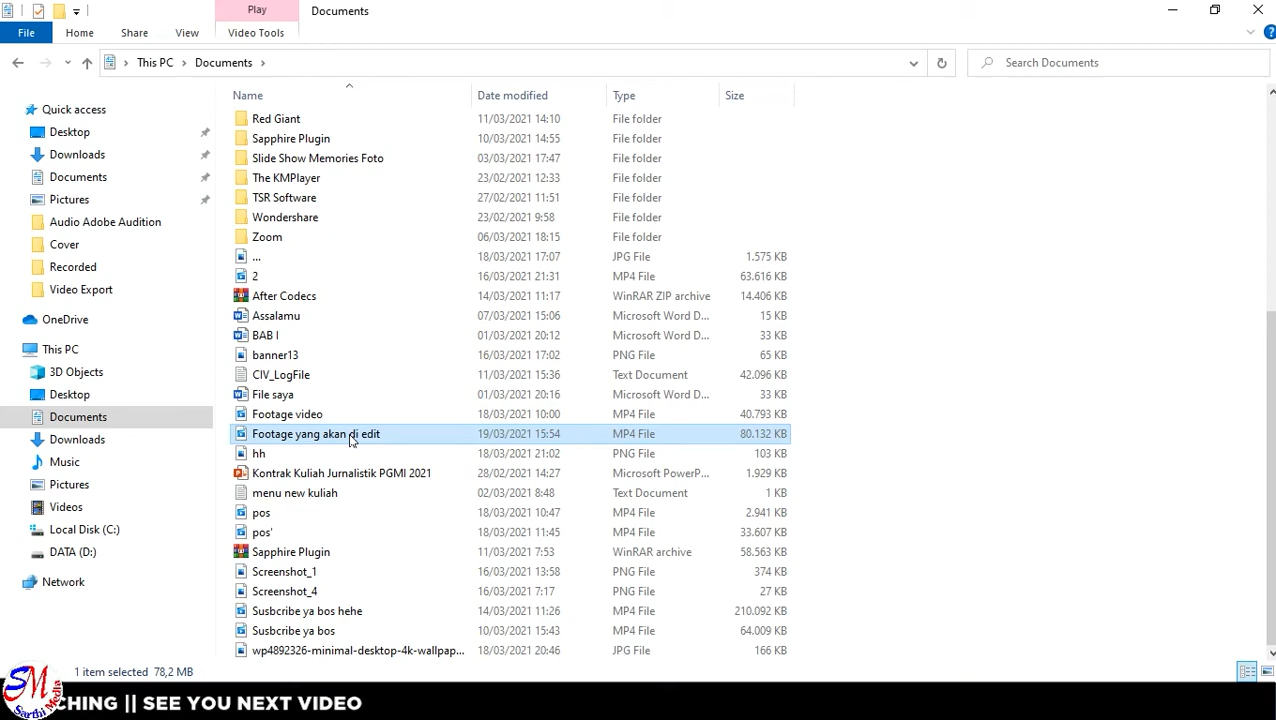 Play
Documents
File
Home
Share
View
Video Tools
This PC
Documents
Search Documents
Name
Date modified
Type
Size
Quick access
Desktop
Downloads
Documents
Pictures
Audio Adobe Audition
Cover
Recorded
Video Export
OneDrive
This PC
3D Objects
Desktop
Documents
Downloads
Music
Pictures
Videos
Local Disk (C:)
DATA (D:)
Network
Red Giant 11/03/2021 14:10 File folder
Sapphire Plugin 10/03/2021 14:55 File folder
Slide Show Memories Foto 03/03/2021 17:47 File folder
The KMPlayer 23/02/2021 12:33 File folder
TSR Software 27/02/2021 11:51 File folder
Wondershare 23/02/2021 9:58 File folder
Zoom 06/03/2021 18:15 File folder
... 18/03/2021 17:07 JPG File 1.575 KB
2 16/03/2021 21:31 MP4 File 63.616 KB
After Codecs 14/03/2021 11:17 WinRAR ZIP archive 14.406 KB
Assalamu 07/03/2021 15:06 Microsoft Word D... 15 KB
BAB I 01/03/2021 20:12 Microsoft Word D... 33 KB
banner13 16/03/2021 17:02 PNG File 65 KB
CIV_LogFile 11/03/2021 15:36 Text Document 42.096 KB
File saya 01/03/2021 20:16 Microsoft Word D... 33 KB
Footage video 18/03/2021 10:00 MP4 File 40.793 KB
Footage yang akan di edit 19/03/2021 15:54 MP4 File 80.132 KB
hh 18/03/2021 21:02 PNG File 103 KB
Kontrak Kuliah Jurnalistik PGMI 2021 28/02/2021 14:27 Microsoft PowerP... 1.929 KB
menu new kuliah 02/03/2021 8:48 Text Document 1 KB
pos 18/03/2021 10:47 MP4 File 2.941 KB
pos' 18/03/2021 11:45 MP4 File 33.607 KB
Sapphire Plugin 11/03/2021 7:53 WinRAR archive 58.563 KB
Screenshot_1 16/03/2021 13:58 PNG File 374 KB
Screenshot_4 16/03/2021 7:17 PNG File 27 KB
Susbcribe ya bos hehe 14/03/2021 11:26 MP4 File 210.092 KB
Susbcribe ya bos 10/03/2021 15:43 MP4 File 64.009 KB
wp4892326-minimal-desktop-4k-wallpap... 18/03/2021 20:46 JPG File 166 KB
1 item selected 78,2 MB
SM
Sarthi Media
CHING || SEE YOU NEXT VIDEO